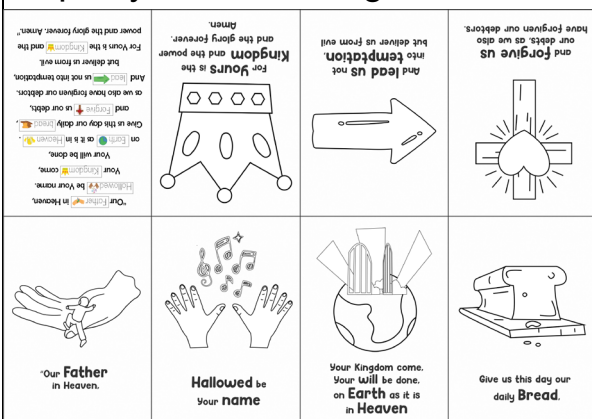 "Our Father in Heaven,
Hallowed be Your name.
Your Kingdom come,
Your will be done,
on Earth as it is in Heaven.
Give us this day our daily bread,
and Forgive us our debts,
as we also have forgiven our debtors.
And lead us not into temptation,
but deliver us from evil.
For Yours is the Kingdom and the
power and the glory forever. Amen."
For Yours is the
Kingdom and the power
and the glory forever.
Amen.
And lead us not
into temptation,
but deliver us from evil
and forgive us
our debts, as we also
have forgiven our debtors.
"Our Father
in Heaven,
Hallowed be
Your name
Your Kingdom come,
Your will be done,
on Earth as it is
in Heaven
Give us this day our
daily Bread,